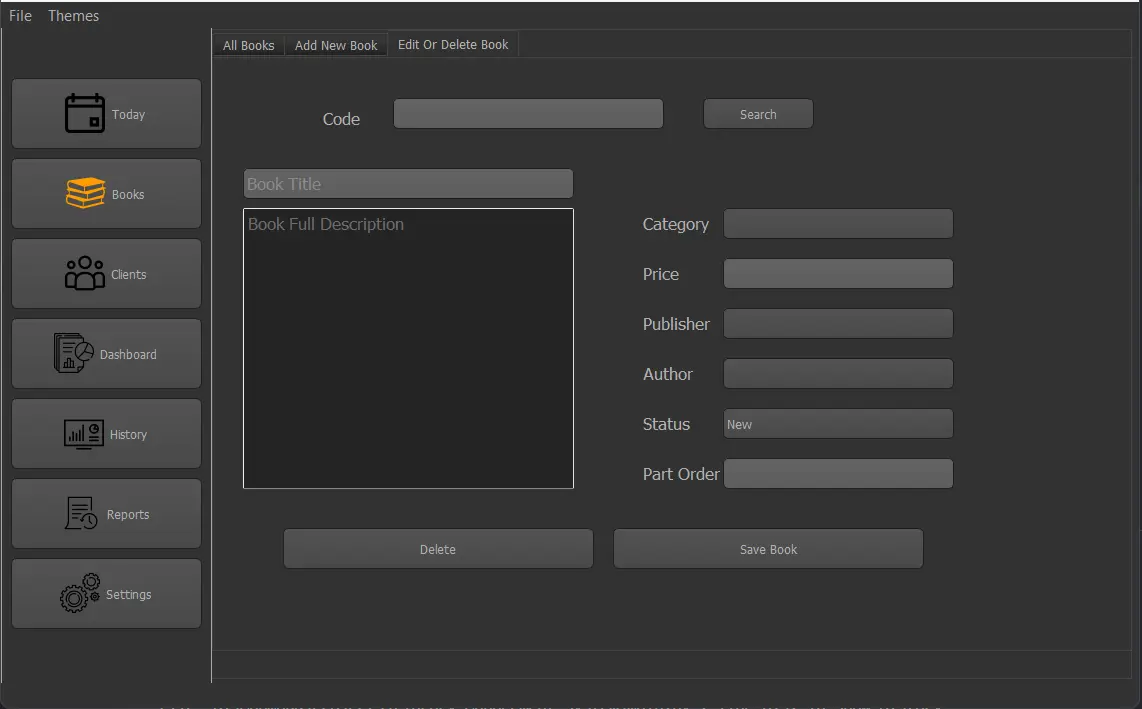 File Themes
All Books Add New Book Edit Or Delete Book
Today
Books
Clients
Dashboard
History
Reports
Settings
Code Search
Book Title
Book Full Description
Category
Price
Publisher
Author
Status New
Part Order
Delete Save Book